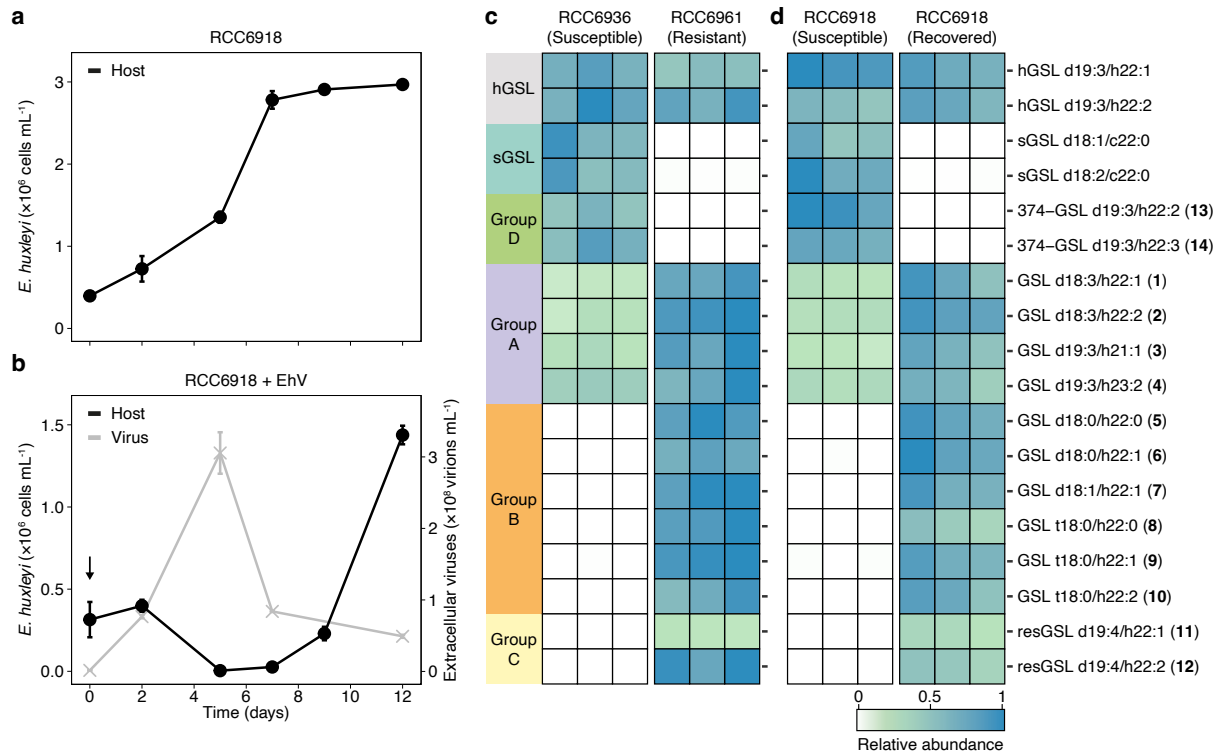 a
RCC6918
Host
3
2
1
0
E. huxleyi (×10⁶ cells mL⁻¹)
b
RCC6918 + EhV
Host
Virus
1.5
1.0
0.5
0.0
E. huxleyi (×10⁶ cells mL⁻¹)
3
2
1
0
Extracellular viruses (×10⁸ virions mL⁻¹)
0 2 4 6 8 10 12
Time (days)
c
RCC6936
(Susceptible)
RCC6961
(Resistant)
d
RCC6918
(Susceptible)
RCC6918
(Recovered)
hGSL
sGSL
Group
D
Group
A
Group
B
Group
C
hGSL d19:3/h22:1
hGSL d19:3/h22:2
sGSL d18:1/c22:0
sGSL d18:2/c22:0
374–GSL d19:3/h22:2 (13)
374–GSL d19:3/h22:3 (14)
GSL d18:3/h22:1 (1)
GSL d18:3/h22:2 (2)
GSL d19:3/h21:1 (3)
GSL d19:3/h23:2 (4)
GSL d18:0/h22:0 (5)
GSL d18:0/h22:1 (6)
GSL d18:1/h22:1 (7)
GSL t18:0/h22:0 (8)
GSL t18:0/h22:1 (9)
GSL t18:0/h22:2 (10)
resGSL d19:4/h22:1 (11)
resGSL d19:4/h22:2 (12)
0 0.5 1
Relative abundance